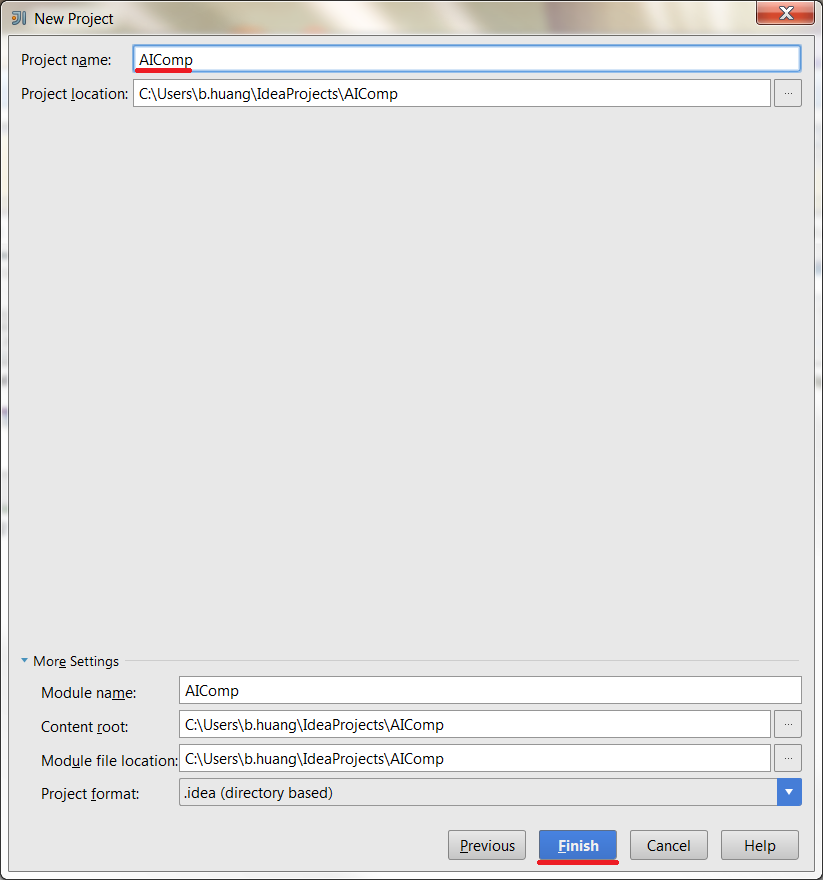 New Project
Project name: AIComp
Project location: C:\Users\b.huang\IdeaProjects\AIComp ...
More Settings
Module name: AIComp
Content root: C:\Users\b.huang\IdeaProjects\AIComp ...
Module file location: C:\Users\b.huang\IdeaProjects\AIComp ...
Project format: .idea (directory based)
Previous Finish Cancel Help